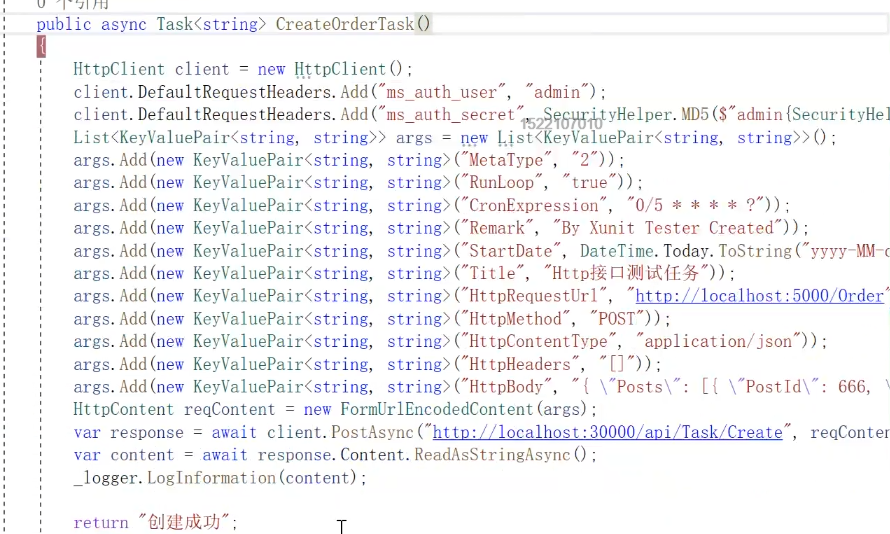 0 个引用
public async Task<string> CreateOrderTask()
{
HttpClient client = new HttpClient();
client.DefaultRequestHeaders.Add("ms_auth_user", "admin");
client.DefaultRequestHeaders.Add("ms_auth_secret", SecurityHelper.MD5($"admin{SecurityHel
1522107010
List<KeyValuePair<string, string>> args = new List<KeyValuePair<string, string>>();
args.Add(new KeyValuePair<string, string>("MetaType", "2"));
args.Add(new KeyValuePair<string, string>("RunLoop", "true"));
args.Add(new KeyValuePair<string, string>("CronExpression", "0/5 * * * * ?"));
args.Add(new KeyValuePair<string, string>("Remark", "By Xunit Tester Created"));
args.Add(new KeyValuePair<string, string>("StartDate", DateTime.Today.ToString("yyyy-MM-d
args.Add(new KeyValuePair<string, string>("Title", "Http接口测试任务"));
args.Add(new KeyValuePair<string, string>("HttpRequestUrl", "http://localhost:5000/Order"
args.Add(new KeyValuePair<string, string>("HttpMethod", "POST"));
args.Add(new KeyValuePair<string, string>("HttpContentType", "application/json"));
args.Add(new KeyValuePair<string, string>("HttpHeaders", "[]"));
args.Add(new KeyValuePair<string, string>("HttpBody", "{ \"Posts\": [{ \"PostId\": 666, \
HttpContent reqContent = new FormUrlEncodedContent(args);
var response = await client.PostAsync("http://localhost:30000/api/Task/Create", reqConten
var content = await response.Content.ReadAsStringAsync();
_logger.LogInformation(content);
return "创建成功";